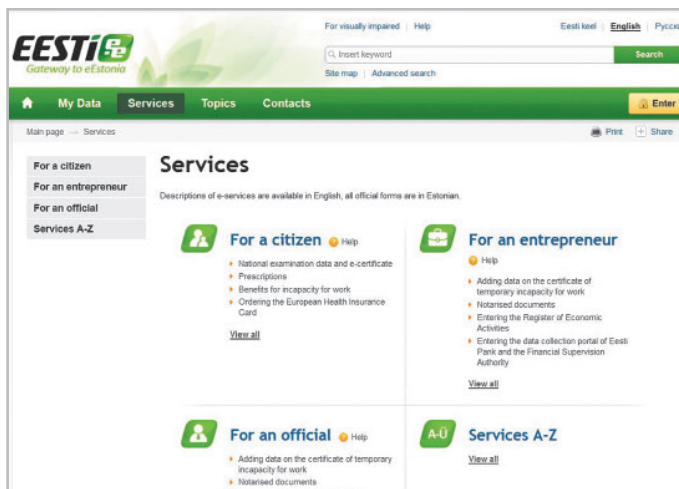 For visually impaired | Help
Eesti keel | English |
EESTi
Gateway to eEstonia
Insert keyword
Search
Site map | Advanced search
My Data Services Topics Contacts
Enter
Main page → Services
Print Share
For a citizen
For an entrepreneur
For an official
Services A-Z
Services
Descriptions of e-services are available in English, all official forms are in Estonian.
For a citizen Help
National examination data and e-certificate
Prescriptions
Benefits for incapacity for work
Ordering the European Health Insurance
Card
View all
For an entrepreneur
Help
Adding data on the certificate of
temporary incapacity for work
Notarised documents
Entering the Register of Economic
Activities
Entering the data collection portal of Eesti
Pank and the Financial Supervision
Authority
View all
For an official Help
Adding data on the certificate of temporary
incapacity for work
Notarised documents
A-Ü
Services A-Z
View all